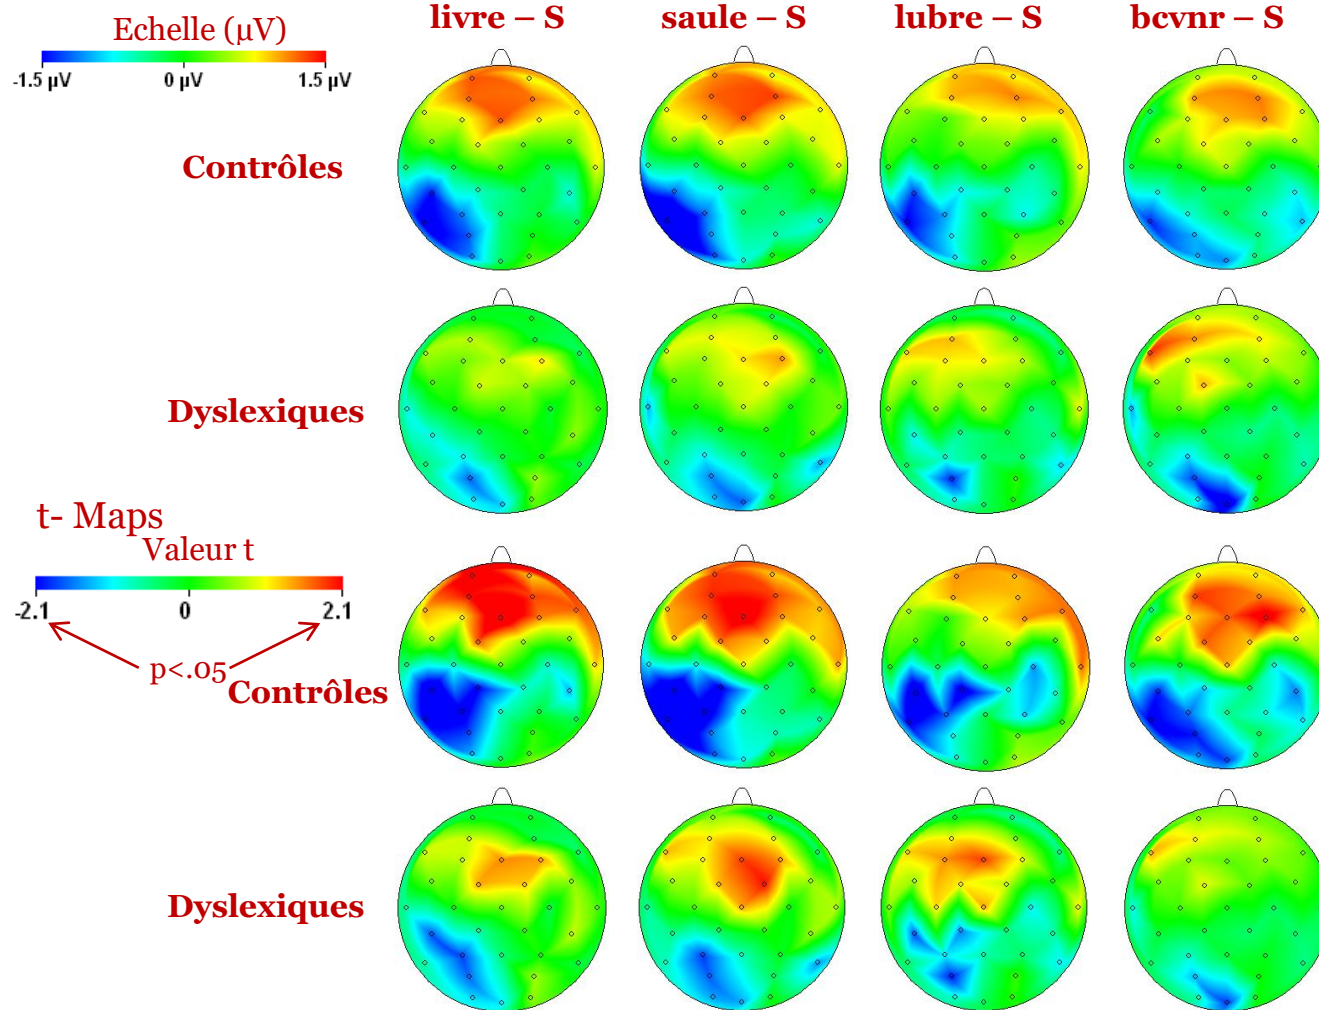 livre – S saule – S lubre – S bcvnr – S
Echelle (µV)
-1.5 µV 0 µV 1.5 µV
Contrôles
Dyslexiques
t- Maps
Valeur t
-2.1 0 2.1
p<.05
Contrôles
Dyslexiques